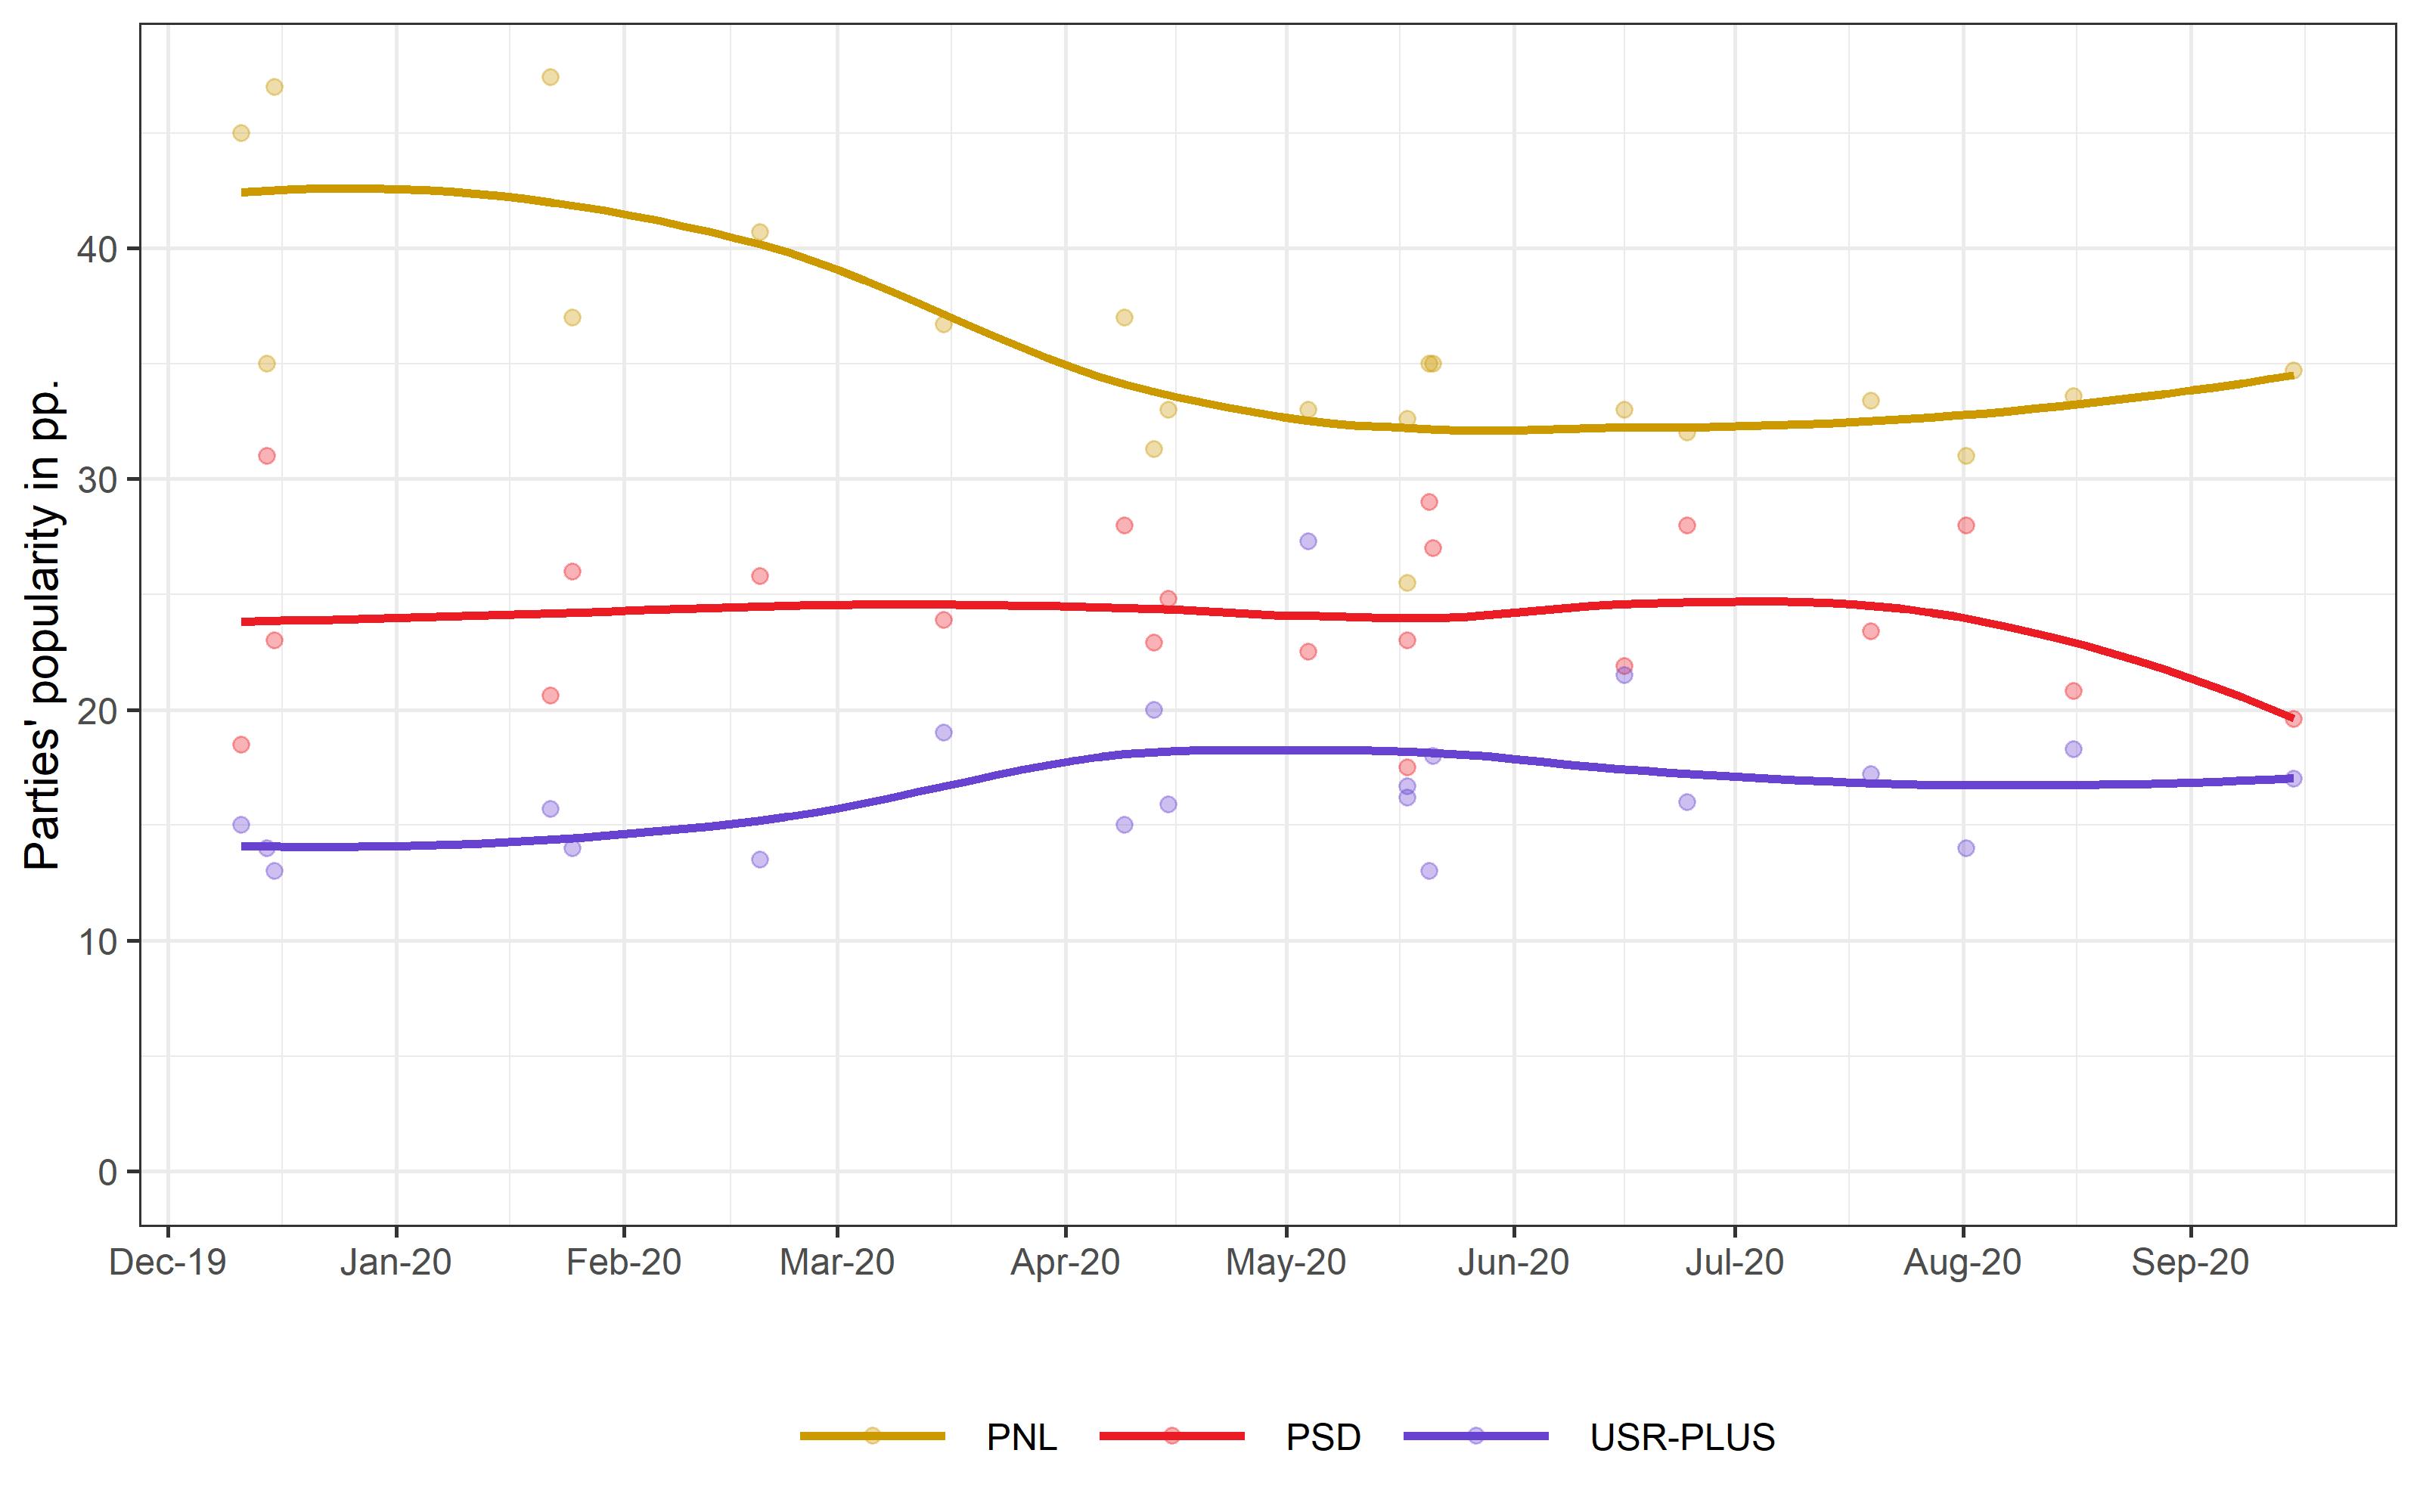 Parties' popularity in pp.
40
30
20
10
0
Dec-19 Jan-20 Feb-20 Mar-20 Apr-20 May-20 Jun-20 Jul-20 Aug-20 Sep-20
PNL PSD USR-PLUS